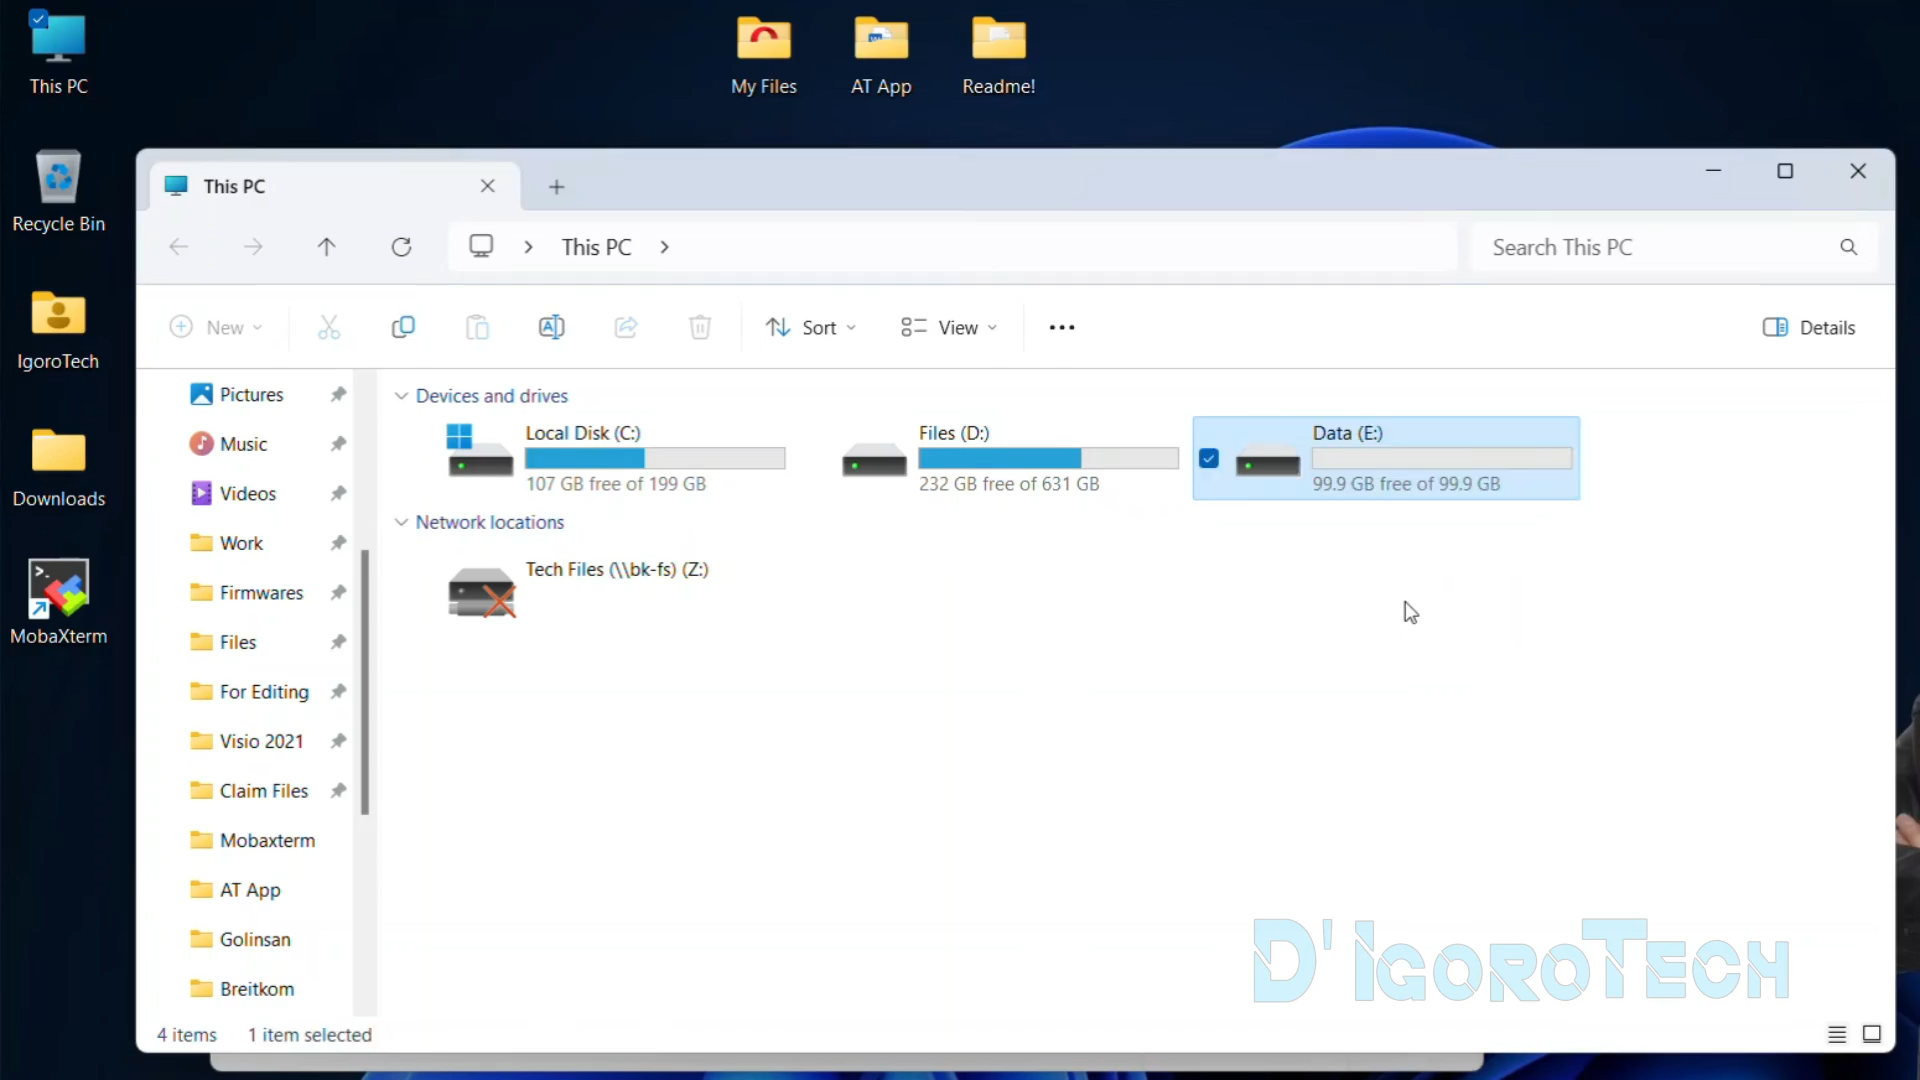 This PC
My Files
AT App
Readme!
Recycle Bin
IgoroTech
Downloads
MobaXterm
This PC
This PC
Search This PC
New
Sort
View
Details
Pictures
Music
Videos
Work
Firmwares
Files
For Editing
Visio 2021
Claim Files
Mobaxterm
AT App
Golinsan
Breitkom
Devices and drives
Local Disk (C:)
107 GB free of 199 GB
Files (D:)
232 GB free of 631 GB
Data (E:)
99.9 GB free of 99.9 GB
Network locations
Tech Files (\\bk-fs) (Z:)
D'IGOROTECH
4 items
1 item selected